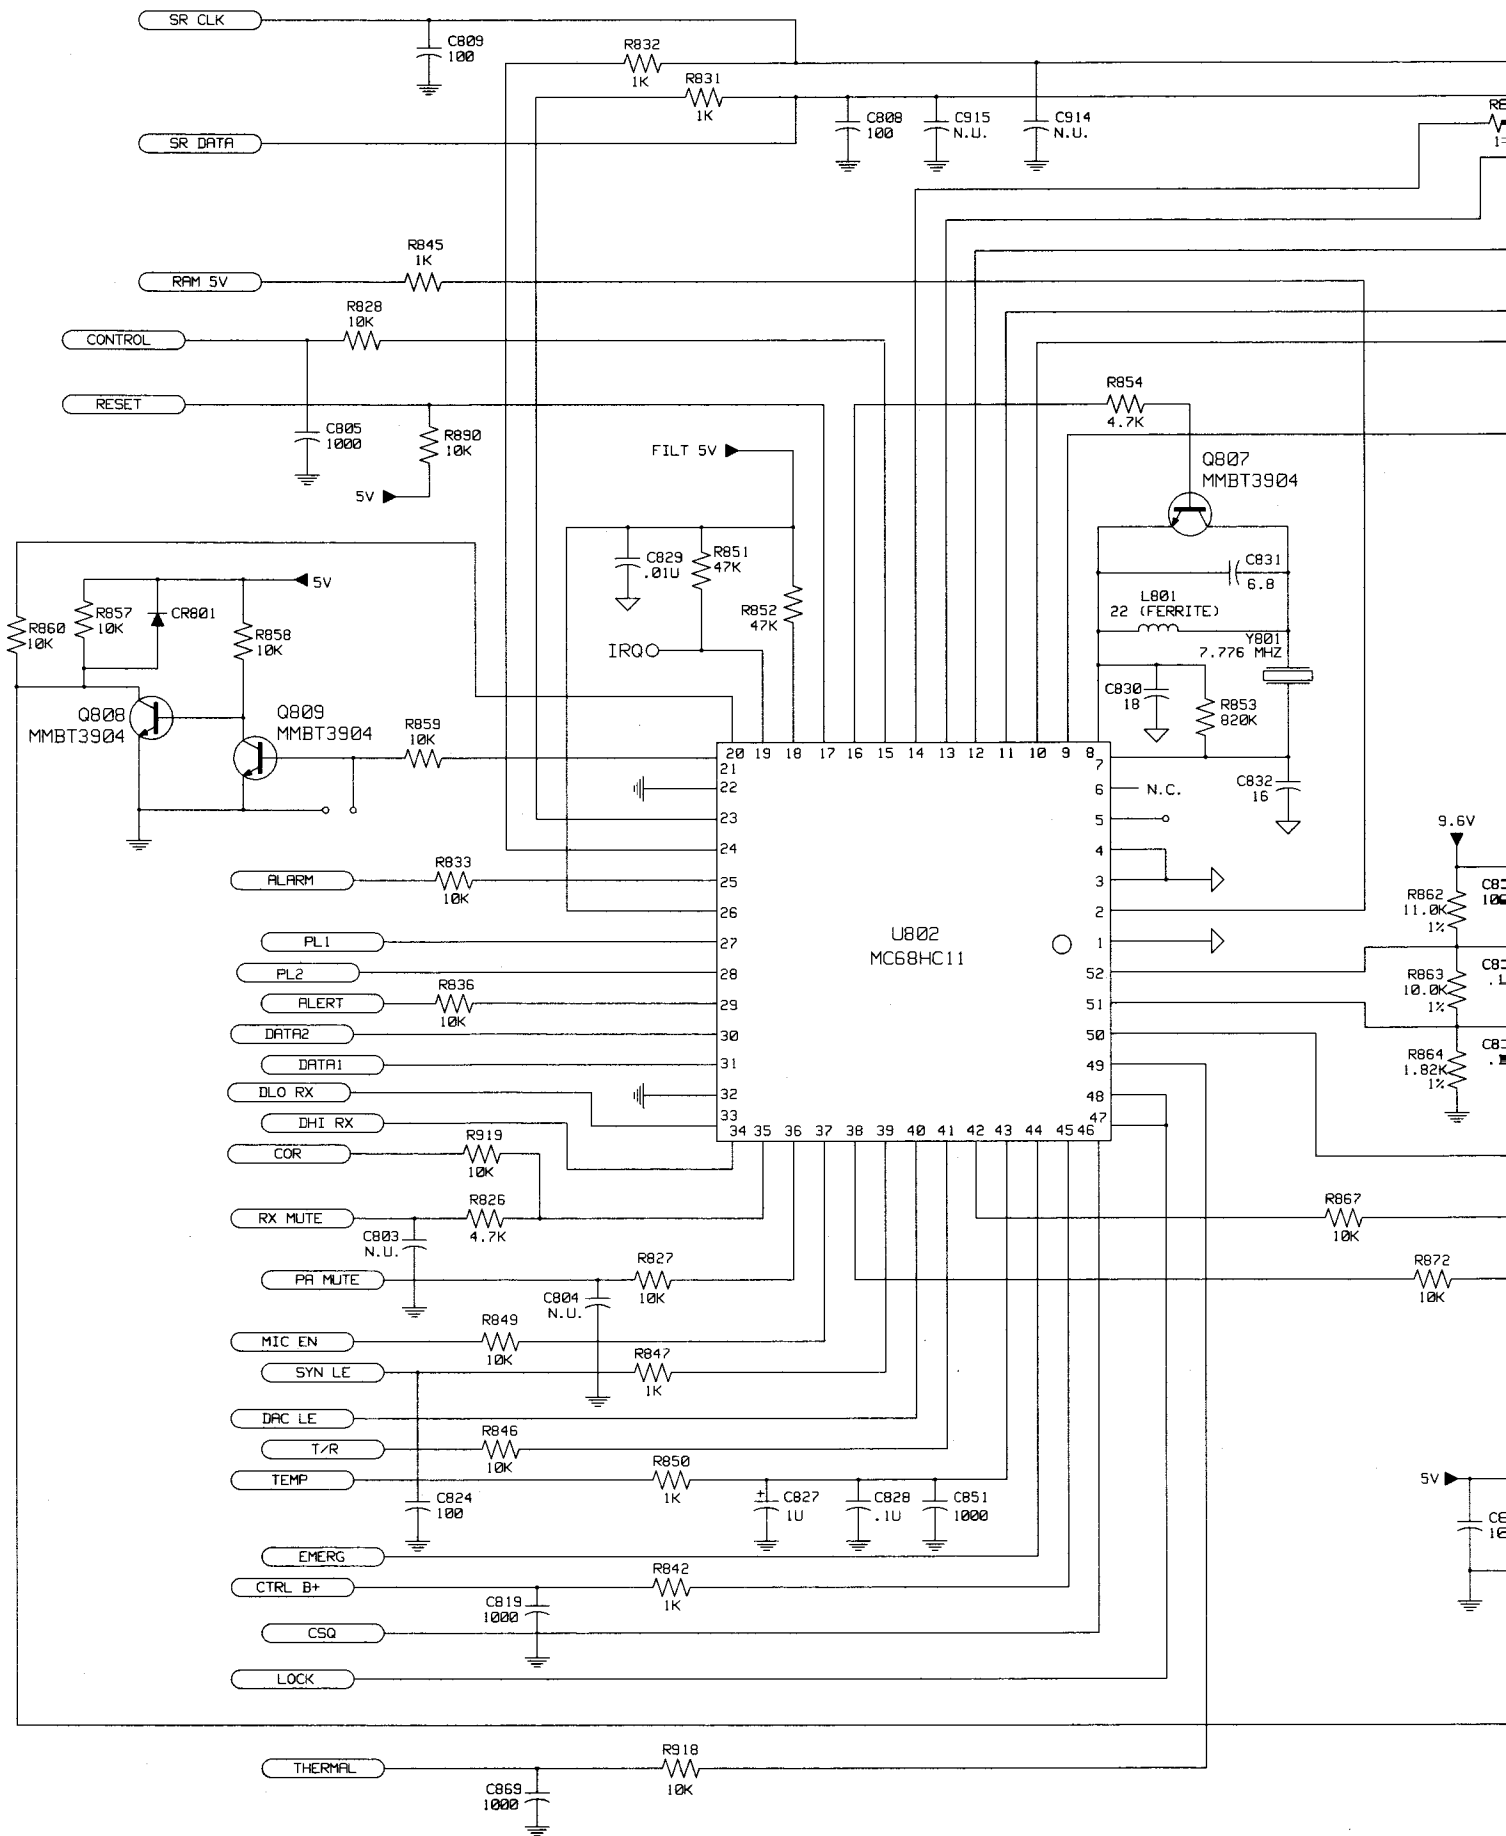 SR CLK
C809
100
R832
1K
R831
1K
C808
100
C915
N.U.
C914
N.U.
SR DATA
R845
1K
RAM 5V
R828
10K
CONTROL
RESET
C805
1000
R890
10K
5V
FILT 5V
R854
4.7K
Q807
MMBT3904
C829
.01U
R851
47K
R852
47K
IRQ
C831
6.8
L801
22 (FERRITE)
Y801
7.776 MHZ
C830
18
R853
820K
C832
16
5V
R860
10K
R857
10K
CR801
R858
10K
Q808
MMBT3904
Q809
MMBT3904
R859
10K
20 19 18 17 16 15 14 13 12 11 10 9 8
21
22
23
24
25
26
27
28
29
30
31
32
33
7
6
5
4
3
2
1
52
51
50
49
48
47
34 35 36 37 38 39 40 41 42 43 44 45 46
N.C.
U802
MC68HC11
9.6V
R862
11.0K
1%
R863
10.0K
1%
R864
1.82K
1%
ALARM
R833
10K
PL1
PL2
ALERT
R836
10K
DATA2
DATA1
DLO RX
DHI RX
COR
R919
10K
RX MUTE
R826
4.7K
C803
N.U.
PA MUTE
R827
10K
C804
N.U.
R867
10K
R872
10K
MIC EN
R849
10K
SYN LE
R847
1K
DAC LE
T/R
R846
10K
TEMP
R850
1K
C824
100
+
C827
1U
C828
.1U
C851
1000
5V
EMERG
CTRL B+
R842
1K
C819
1000
CSQ
LOCK
THERMAL
R918
10K
C869
1000